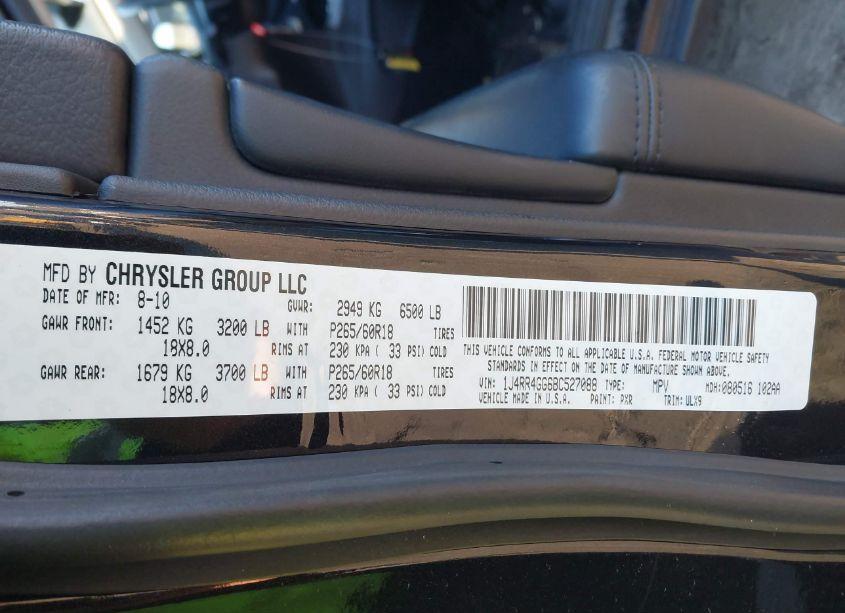 MFD BY CHRYSLER GROUP LLC
DATE OF MFR: 8-10 GVWR: 2949 KG 6500 LB
GAWR FRONT: 1452 KG 3200 LB WITH P265/60R18 TIRES
18X8.0 RIMS AT 230 KPA ( 33 PSI) COLD
GAWR REAR: 1679 KG 3700 LB WITH P265/60R18 TIRES
18X8.0 RIMS AT 230 KPA ( 33 PSI) COLD
THIS VEHICLE CONFORMS TO ALL APPLICABLE U.S.A. FEDERAL MOTOR VEHICLE SAFETY
STANDARDS IN EFFECT ON THE DATE OF MANUFACTURE SHOWN ABOVE.
VIN: 1J4RR4GG6BC527088 TYPE: MPV MDH: 080516 102AA
VEHICLE MADE IN U.S.A. PAINT: PXR TRIM: ULX9